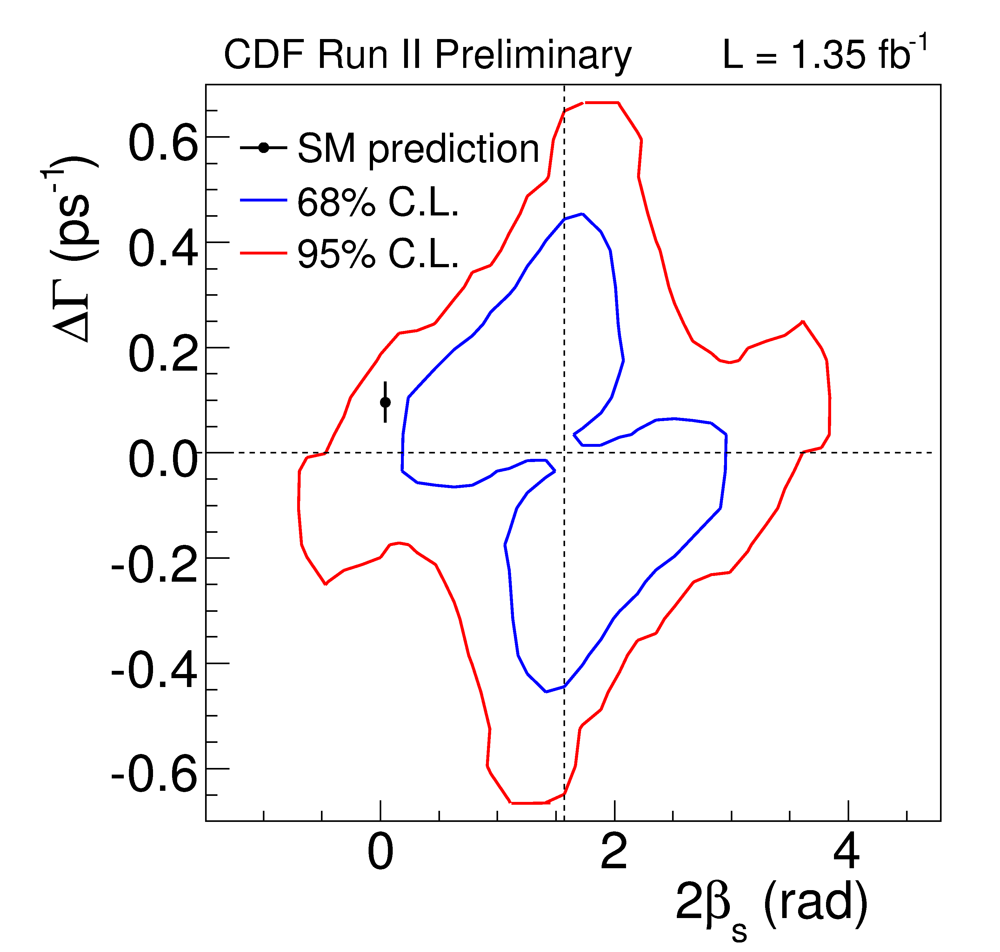 CDF Run II Preliminary L = 1.35 fb⁻¹
SM prediction
68% C.L.
95% C.L.
ΔΓ (ps⁻¹)
0.6
0.4
0.2
0.0
-0.2
-0.4
-0.6
0 2 4
2βₛ (rad)